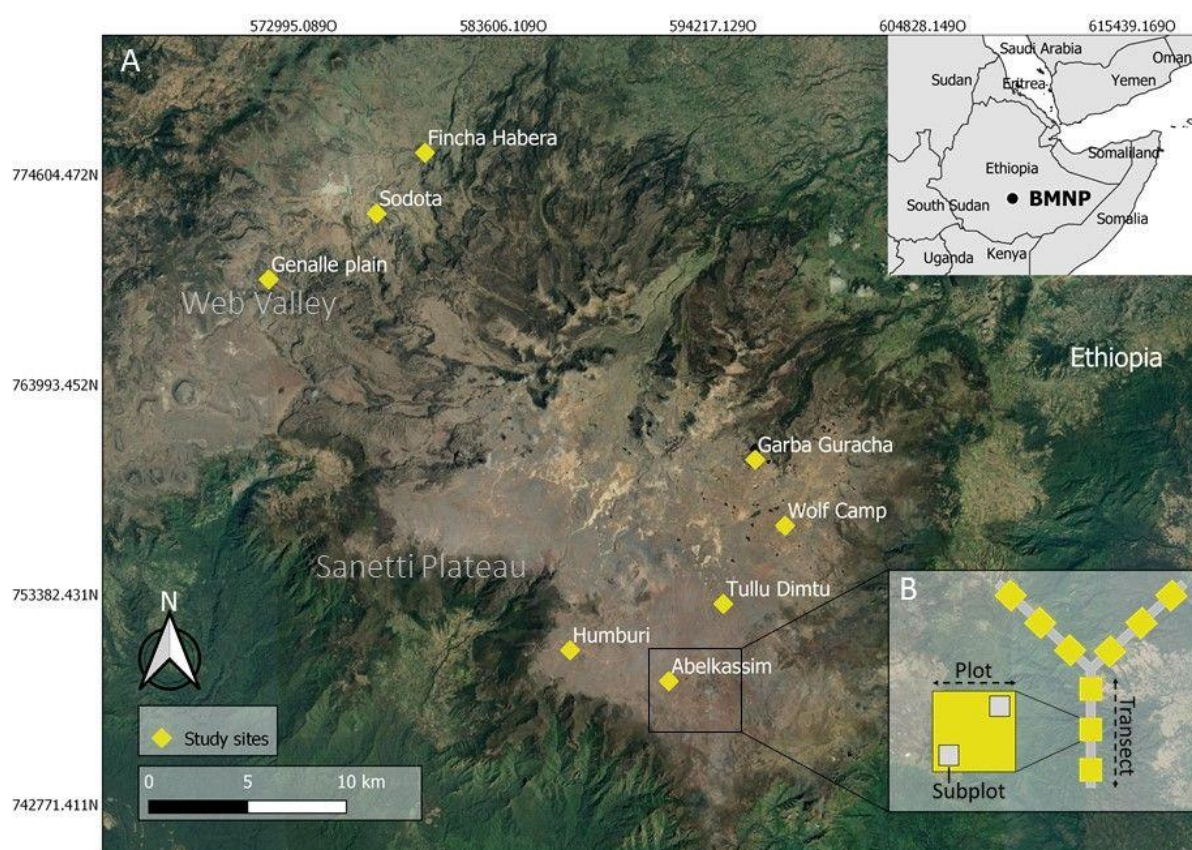 572995.089O
583606.109O
594217.129O
604828.149O
615439.169O
A
Saudi Arabia
Oman
Sudan
Eritrea
Yemen
Ethiopia
Somaliland
BMNP
South Sudan
Somalia
Uganda
Kenya
774604.472N
763993.452N
753382.431N
742771.411N
Fincha Habera
Sodota
Genalle plain
Web Valley
Ethiopia
Garba Guracha
Wolf Camp
Sanetti Plateau
Tullu Dimtu
Humburi
Abelkassim
N
Study sites
0 5 10 km
B
Plot
Transect
Subplot